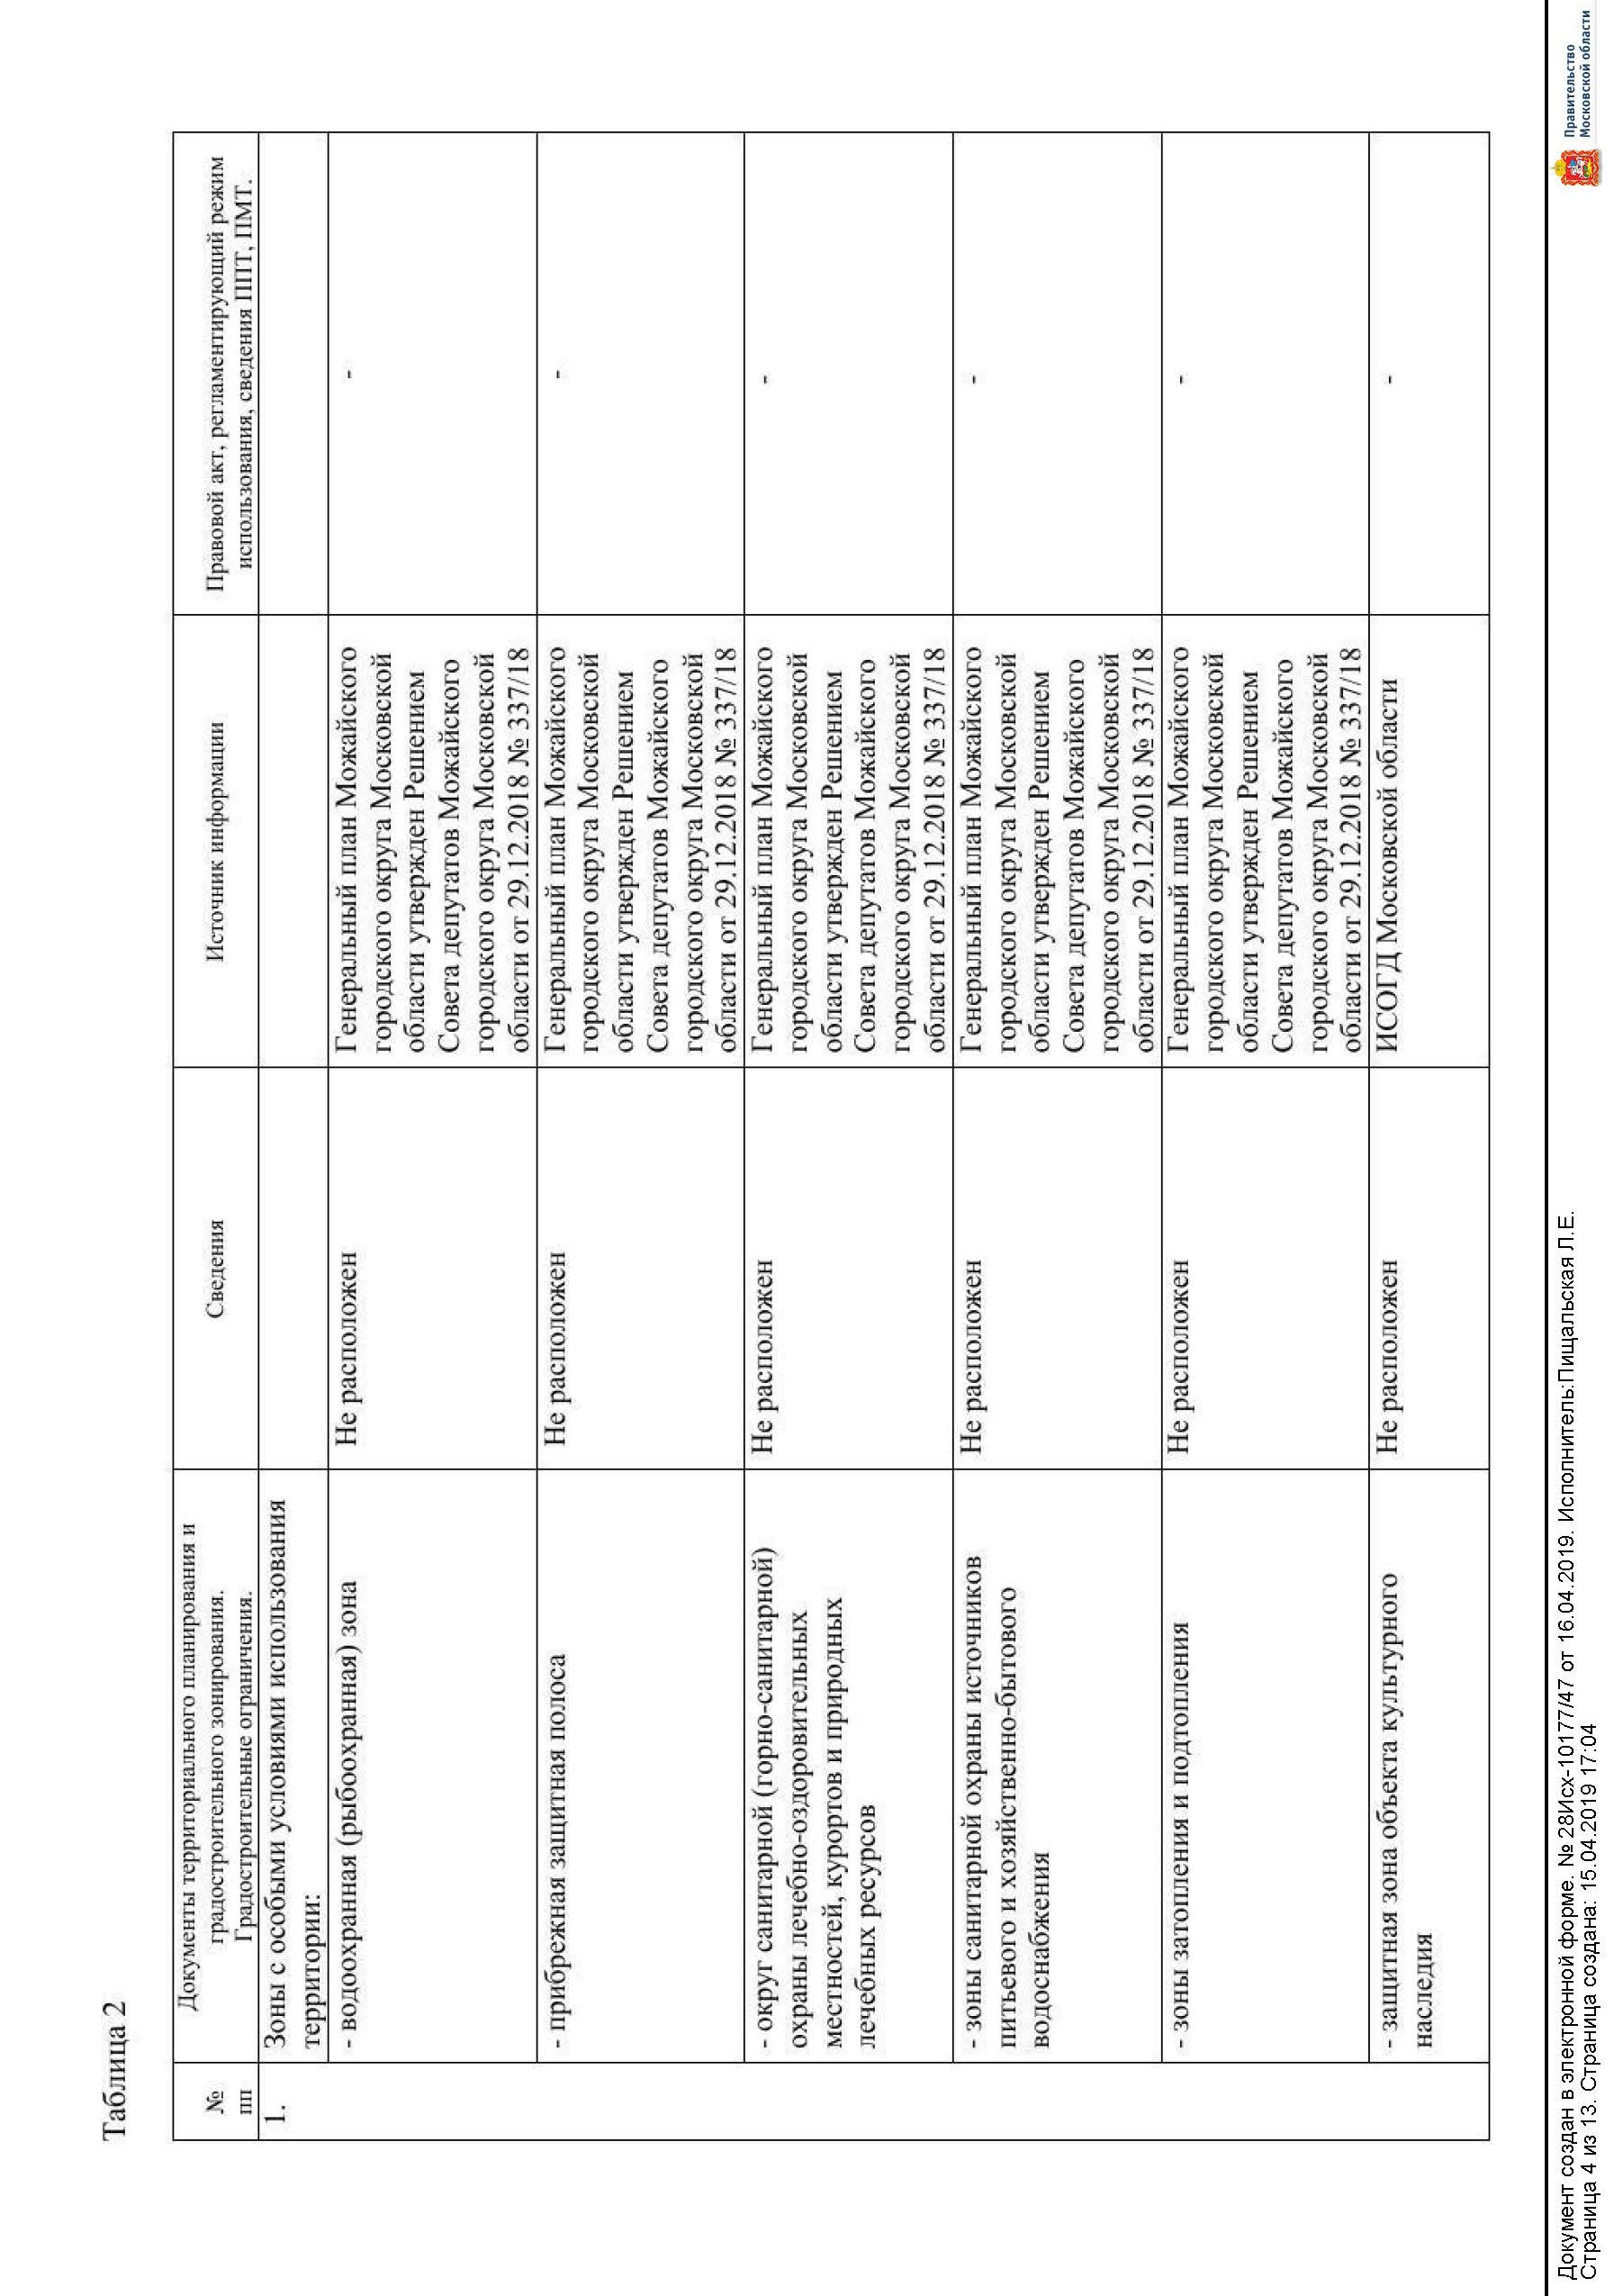 Таблица 2
№
пп
Документы территориального планирования и
градостроительного зонирования.
Градостроительные ограничения.
Сведения
Источник информации
Правовой акт, регламентирующий режим
использования, сведения ППТ, ПМТ.
1.
Зоны с особыми условиями использования
территории:
- водоохранная (рыбоохранная) зона
Не расположен
Генеральный план Можайского
городского округа Московской
области утвержден Решением
Совета депутатов Можайского
городского округа Московской
области от 29.12.2018 № 337/18
-
- прибрежная защитная полоса
Не расположен
Генеральный план Можайского
городского округа Московской
области утвержден Решением
Совета депутатов Можайского
городского округа Московской
области от 29.12.2018 № 337/18
-
- округ санитарной (горно-санитарной)
охраны лечебно-оздоровительных
местностей, курортов и природных
лечебных ресурсов
Не расположен
Генеральный план Можайского
городского округа Московской
области утвержден Решением
Совета депутатов Можайского
городского округа Московской
области от 29.12.2018 № 337/18
-
- зоны санитарной охраны источников
питьевого и хозяйственно-бытового
водоснабжения
Не расположен
Генеральный план Можайского
городского округа Московской
области утвержден Решением
Совета депутатов Можайского
городского округа Московской
области от 29.12.2018 № 337/18
-
- зоны затопления и подтопления
Не расположен
Генеральный план Можайского
городского округа Московской
области утвержден Решением
Совета депутатов Можайского
городского округа Московской
области от 29.12.2018 № 337/18
-
- защитная зона объекта культурного
наследия
Не расположен
ИСОГД Московской области
-
Документ создан в электронной форме. № 28Исх-10177/47 от 16.04.2019. Исполнитель:Пищальская Л.Е.
Страница 4 из 13. Страница создана: 15.04.2019 17:04
Правительство
Московской области